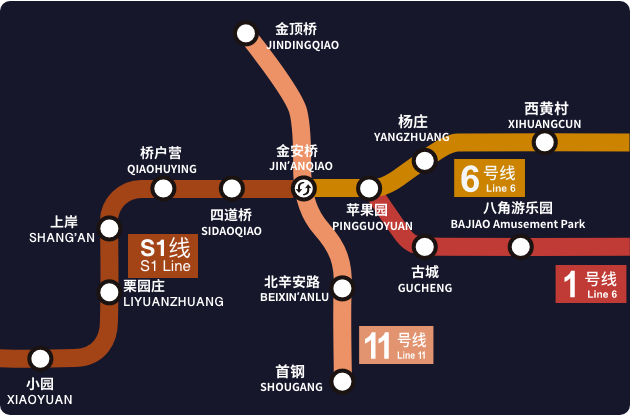 金顶桥
JINDINGQIAO
西黄村
XIHUANGCUN
杨庄
YANGZHUANG
金安桥
JIN'ANQIAO
桥户营
QIAOHUYING
6号线
Line 6
四道桥
SIDAOQIAO
苹果园
PINGGUOYUAN
八角游乐园
BAJIAO Amusement Park
上岸
SHANG'AN
S1线
S1 Line
古城
GUCHENG
北辛安路
BEIXIN'ANLU
栗园庄
LIYUANZHUANG
1号线
Line 6
11号线
Line 11
首钢
SHOUGANG
小园
XIAOYUAN